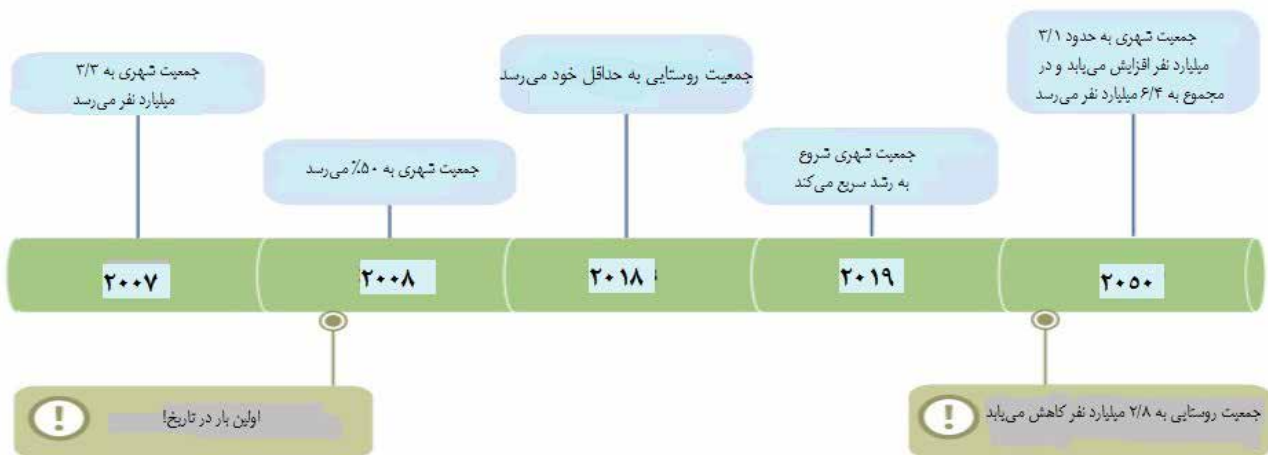 جمعیت شهری به ۳/۳
میلیارد نفر می‌رسد
جمعیت شهری به ۵۰٪ می‌رسد
جمعیت روستایی به حداقل خود می‌رسد
جمعیت شهری شروع
به رشد سریع می‌کند
جمعیت شهری به حدود ۳/۱
میلیارد نفر افزایش می‌یابد و در
مجموع به ۶/۴ میلیارد نفر می‌رسد
۲۰۰۷
۲۰۰۸
۲۰۱۸
۲۰۱۹
۲۰۵۰
اولین بار در تاریخ!
جمعیت روستایی به ۲/۸ میلیارد نفر کاهش می‌یابد